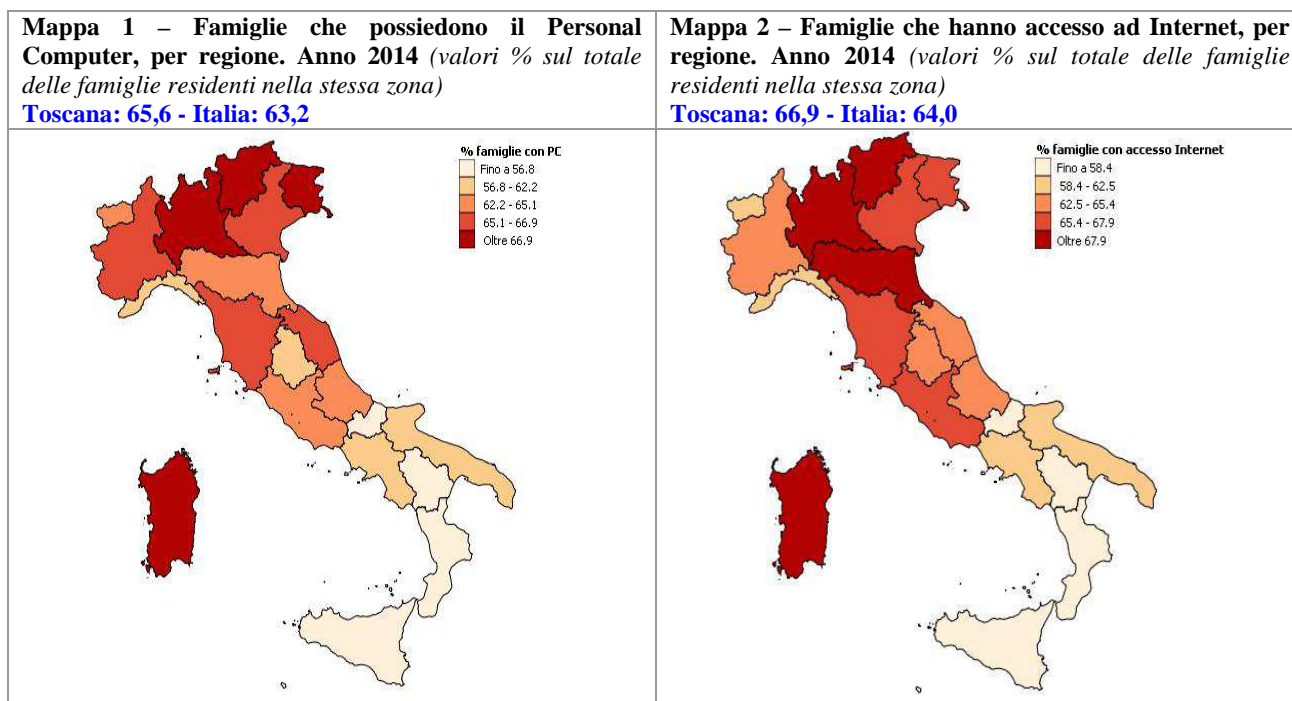 Mappa 1 – Famiglie che possiedono il Personal
Computer, per regione. Anno 2014 (valori % sul totale
delle famiglie residenti nella stessa zona)
Toscana: 65,6 - Italia: 63,2
Mappa 2 – Famiglie che hanno accesso ad Internet, per
regione. Anno 2014 (valori % sul totale delle famiglie
residenti nella stessa zona)
Toscana: 66,9 - Italia: 64,0
% famiglie con PC
Fino a 56.8
56.8 - 62.2
62.2 - 65.1
65.1 - 66.9
Oltre 66.9
% famiglie con accesso Internet
Fino a 58.4
58.4 - 62.5
62.5 - 65.4
65.4 - 67.9
Oltre 67.9